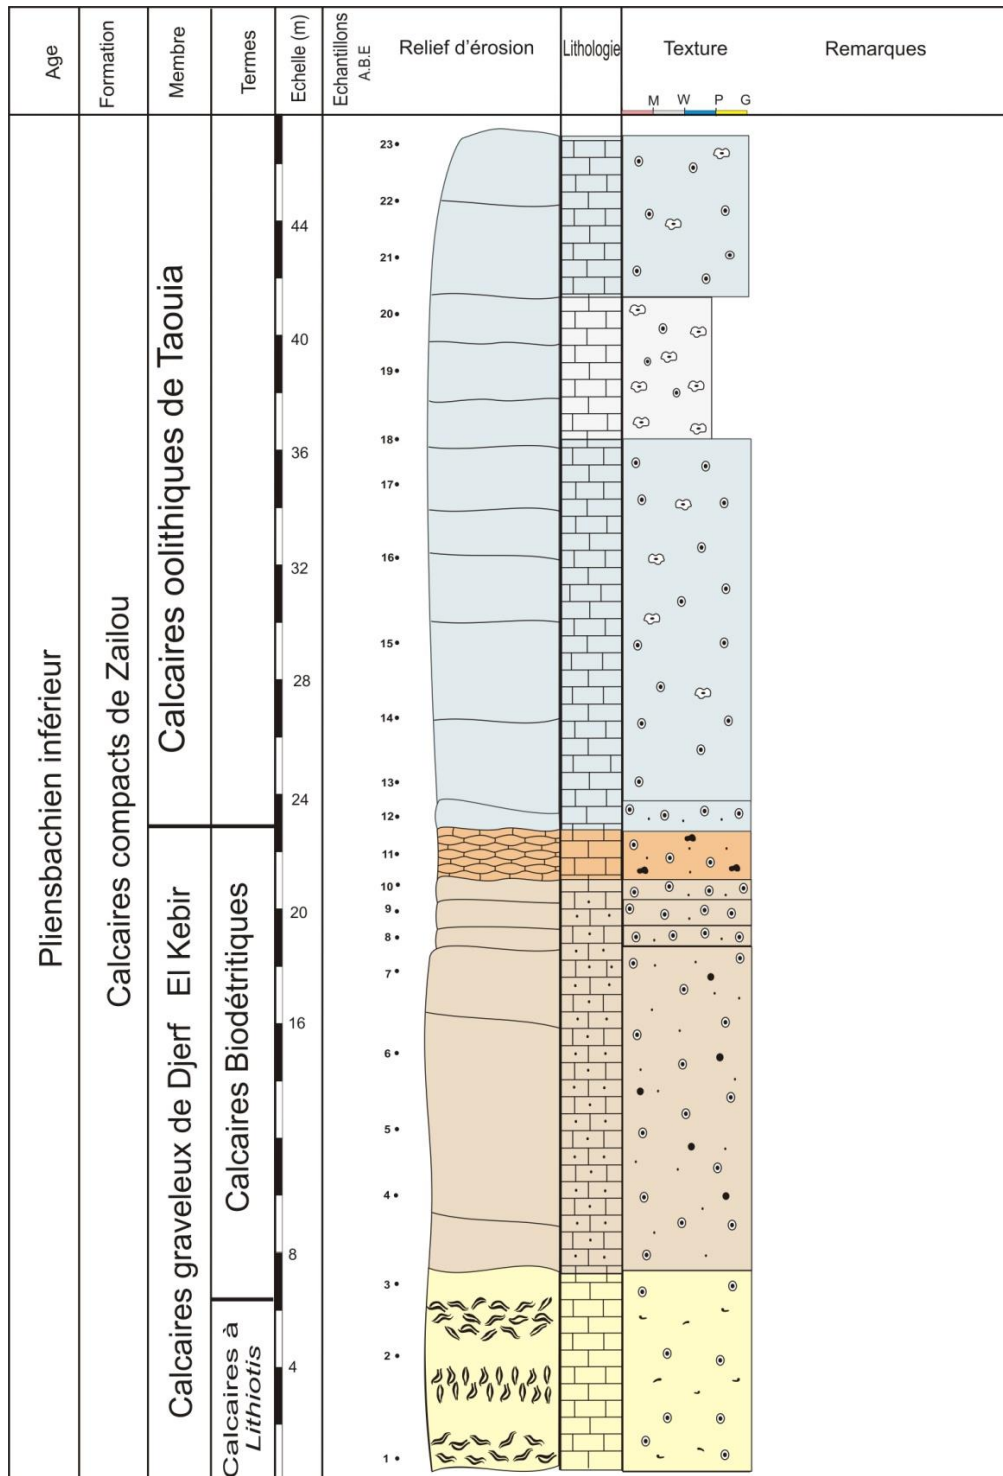 Age
Formation
Membre
Termes
Echelle (m)
Echantillons
A.B.E
Relief d'érosion
Lithologie
Texture
Remarques
M W P G
Pliensbachien inférieur
Calcaires compacts de Zailou
Calcaires oolithiques de Taouia
Calcaires graveleux de Djerf El Kebir
Calcaires Biodétritiques
Calcaires à
Lithiotis
44
40
36
32
28
24
20
16
8
4
23
22
21
20
19
18
17
16
15
14
13
12
11
10
9
8
7
6
5
4
3
2
1